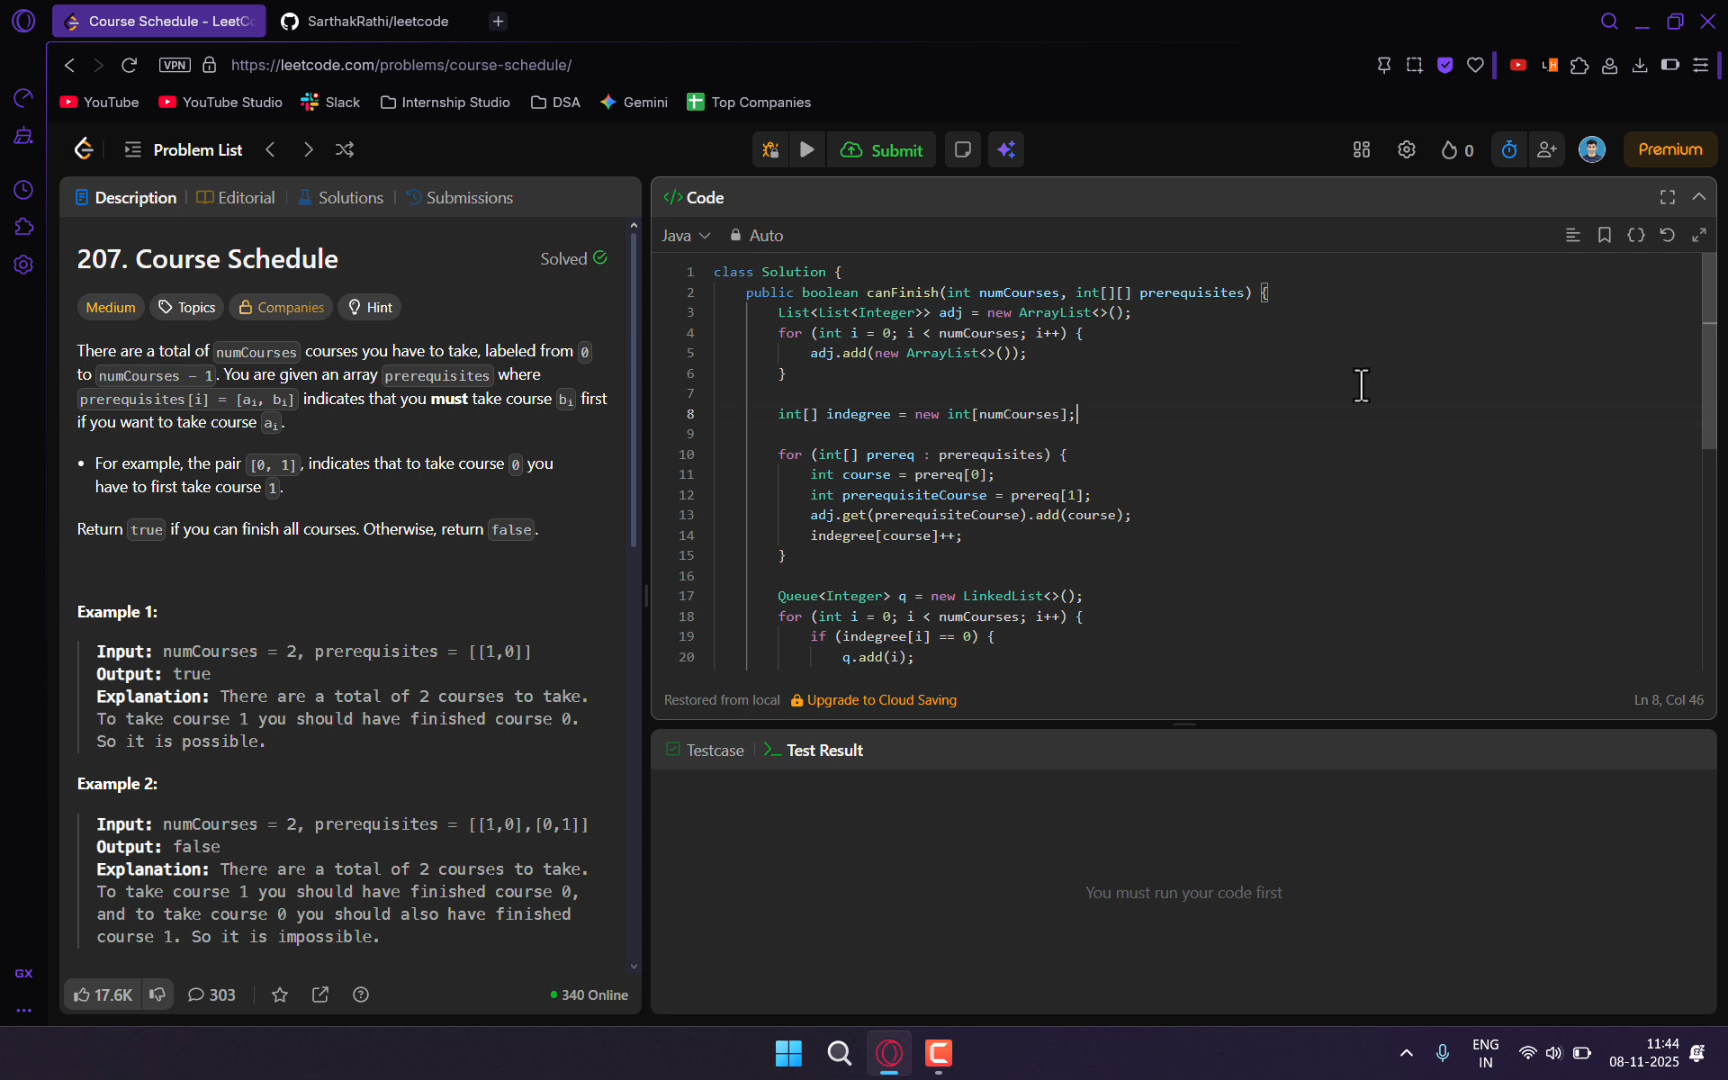 Course Schedule - LeetC
SarthakRathi/leetcode
VPN
https://leetcode.com/problems/course-schedule/
YouTube
YouTube Studio
Slack
Internship Studio
DSA
Gemini
Top Companies
Problem List
Submit
0
Premium
Description
Editorial
Solutions
Submissions
207. Course Schedule
Solved
Medium
Topics
Companies
Hint
There are a total of numCourses courses you have to take, labeled from 0
to numCourses - 1. You are given an array prerequisites where
prerequisites[i] = [ai, bi] indicates that you must take course bi first
if you want to take course ai.
• For example, the pair [0, 1], indicates that to take course 0 you
have to first take course 1.
Return true if you can finish all courses. Otherwise, return false.
Example 1:
Input: numCourses = 2, prerequisites = [[1,0]]
Output: true
Explanation: There are a total of 2 courses to take.
To take course 1 you should have finished course 0.
So it is possible.
Example 2:
Input: numCourses = 2, prerequisites = [[1,0],[0,1]]
Output: false
Explanation: There are a total of 2 courses to take.
To take course 1 you should have finished course 0,
and to take course 0 you should also have finished
course 1. So it is impossible.
17.6K
303
340 Online
</> Code
Java
Auto
1 class Solution {
2 public boolean canFinish(int numCourses, int[][] prerequisites) {
3 List<List<Integer>> adj = new ArrayList<>();
4 for (int i = 0; i < numCourses; i++) {
5 adj.add(new ArrayList<>());
6 }
7
8 int[] indegree = new int[numCourses];
9
10 for (int[] prereq : prerequisites) {
11 int course = prereq[0];
12 int prerequisiteCourse = prereq[1];
13 adj.get(prerequisiteCourse).add(course);
14 indegree[course]++;
15 }
16
17 Queue<Integer> q = new LinkedList<>();
18 for (int i = 0; i < numCourses; i++) {
19 if (indegree[i] == 0) {
20 q.add(i);
Restored from local
Upgrade to Cloud Saving
Ln 8, Col 46
Testcase
Test Result
You must run your code first
GX
ENG
IN
11:44
08-11-2025